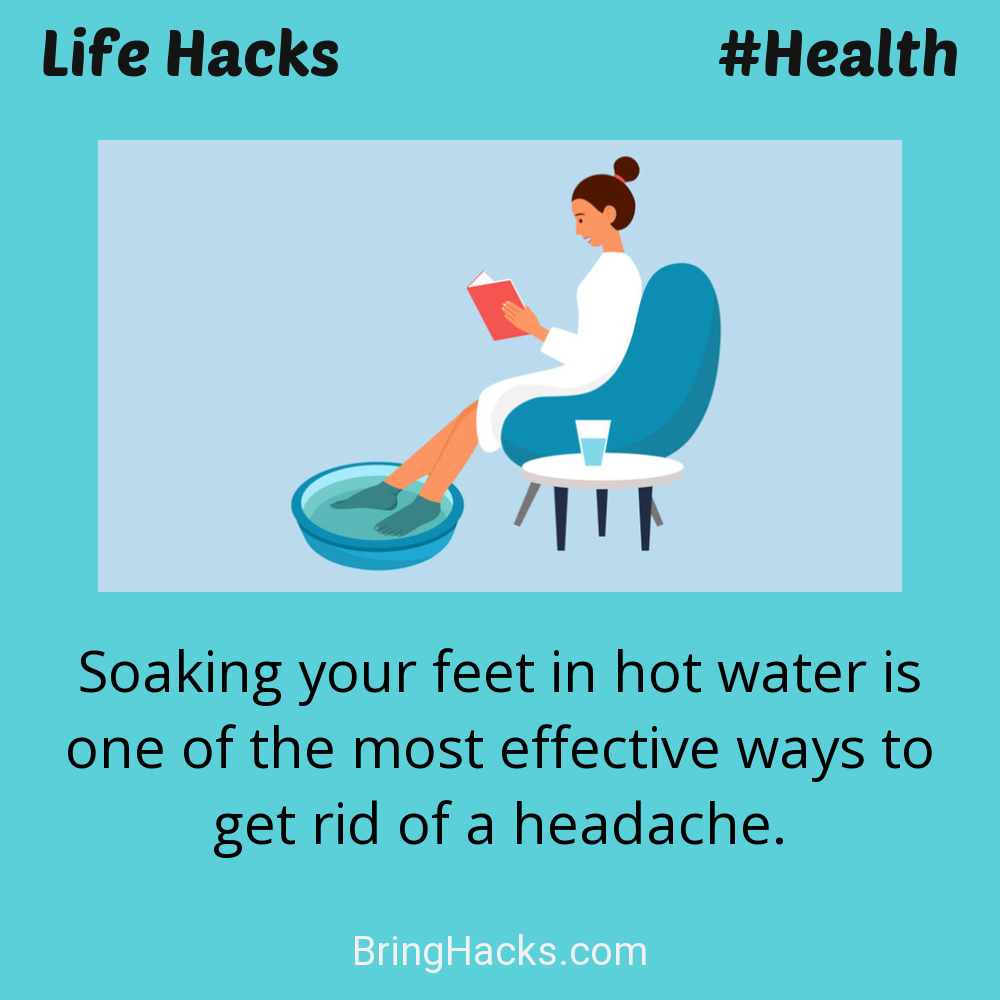 Life Hacks #Health
Soaking your feet in hot water is
one of the most effective ways to
get rid of a headache.
BringHacks.com